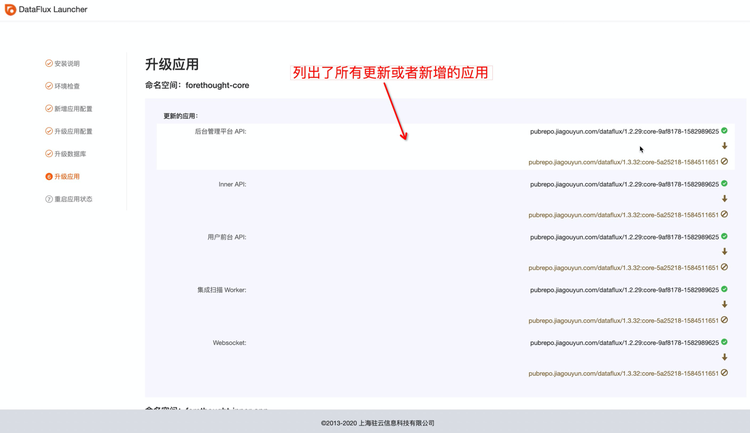 DataFlux Launcher
安装说明
环境检查
新增应用配置
升级应用配置
升级数据库
6 升级应用
7 重启应用状态
升级应用
列出了所有更新或者新增的应用
命名空间：forethought-core
更新的应用：
后台管理平台 API:
pubrepo.jiagouyun.com/dataflux/1.2.29:core-9af8178-1582989625
pubrepo.jiagouyun.com/dataflux/1.3.32:core-5a25218-1584511651
Inner API:
pubrepo.jiagouyun.com/dataflux/1.2.29:core-9af8178-1582989625
pubrepo.jiagouyun.com/dataflux/1.3.32:core-5a25218-1584511651
用户前台 API:
pubrepo.jiagouyun.com/dataflux/1.2.29:core-9af8178-1582989625
pubrepo.jiagouyun.com/dataflux/1.3.32:core-5a25218-1584511651
集成扫描 Worker:
pubrepo.jiagouyun.com/dataflux/1.2.29:core-9af8178-1582989625
pubrepo.jiagouyun.com/dataflux/1.3.32:core-5a25218-1584511651
Websocket:
pubrepo.jiagouyun.com/dataflux/1.2.29:core-9af8178-1582989625
pubrepo.jiagouyun.com/dataflux/1.3.32:core-5a25218-1584511651
©2013-2020 上海驻云信息科技有限公司